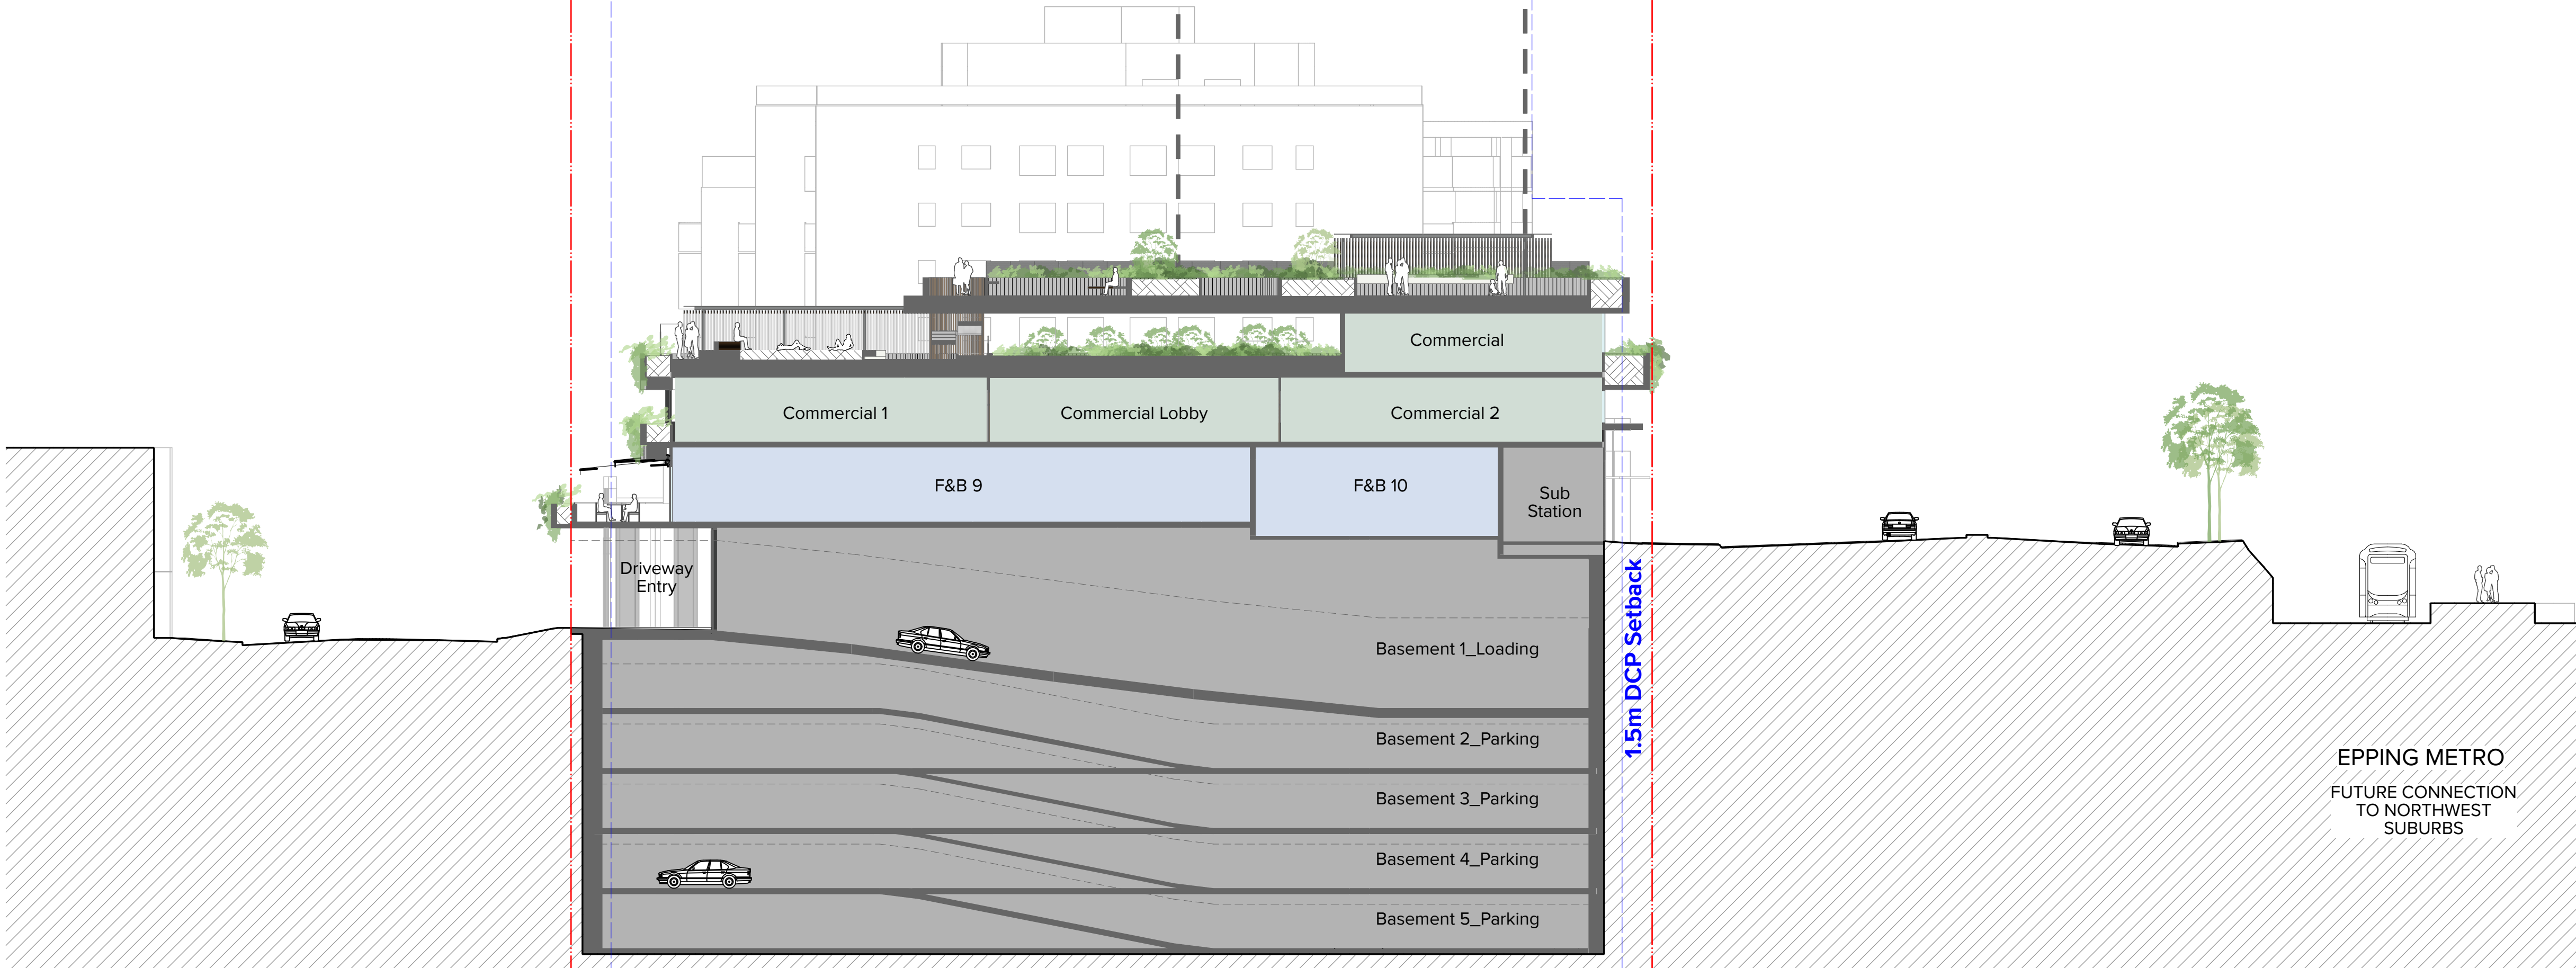 Commercial
Commercial 1
Commercial Lobby
Commercial 2
F&B 9
F&B 10
Sub
Station
Driveway
Entry
Basement 1_Loading
1.5m DCP Setback
Basement 2_Parking
Basement 3_Parking
Basement 4_Parking
Basement 5_Parking
EPPING METRO
FUTURE CONNECTION
TO NORTHWEST
SUBURBS